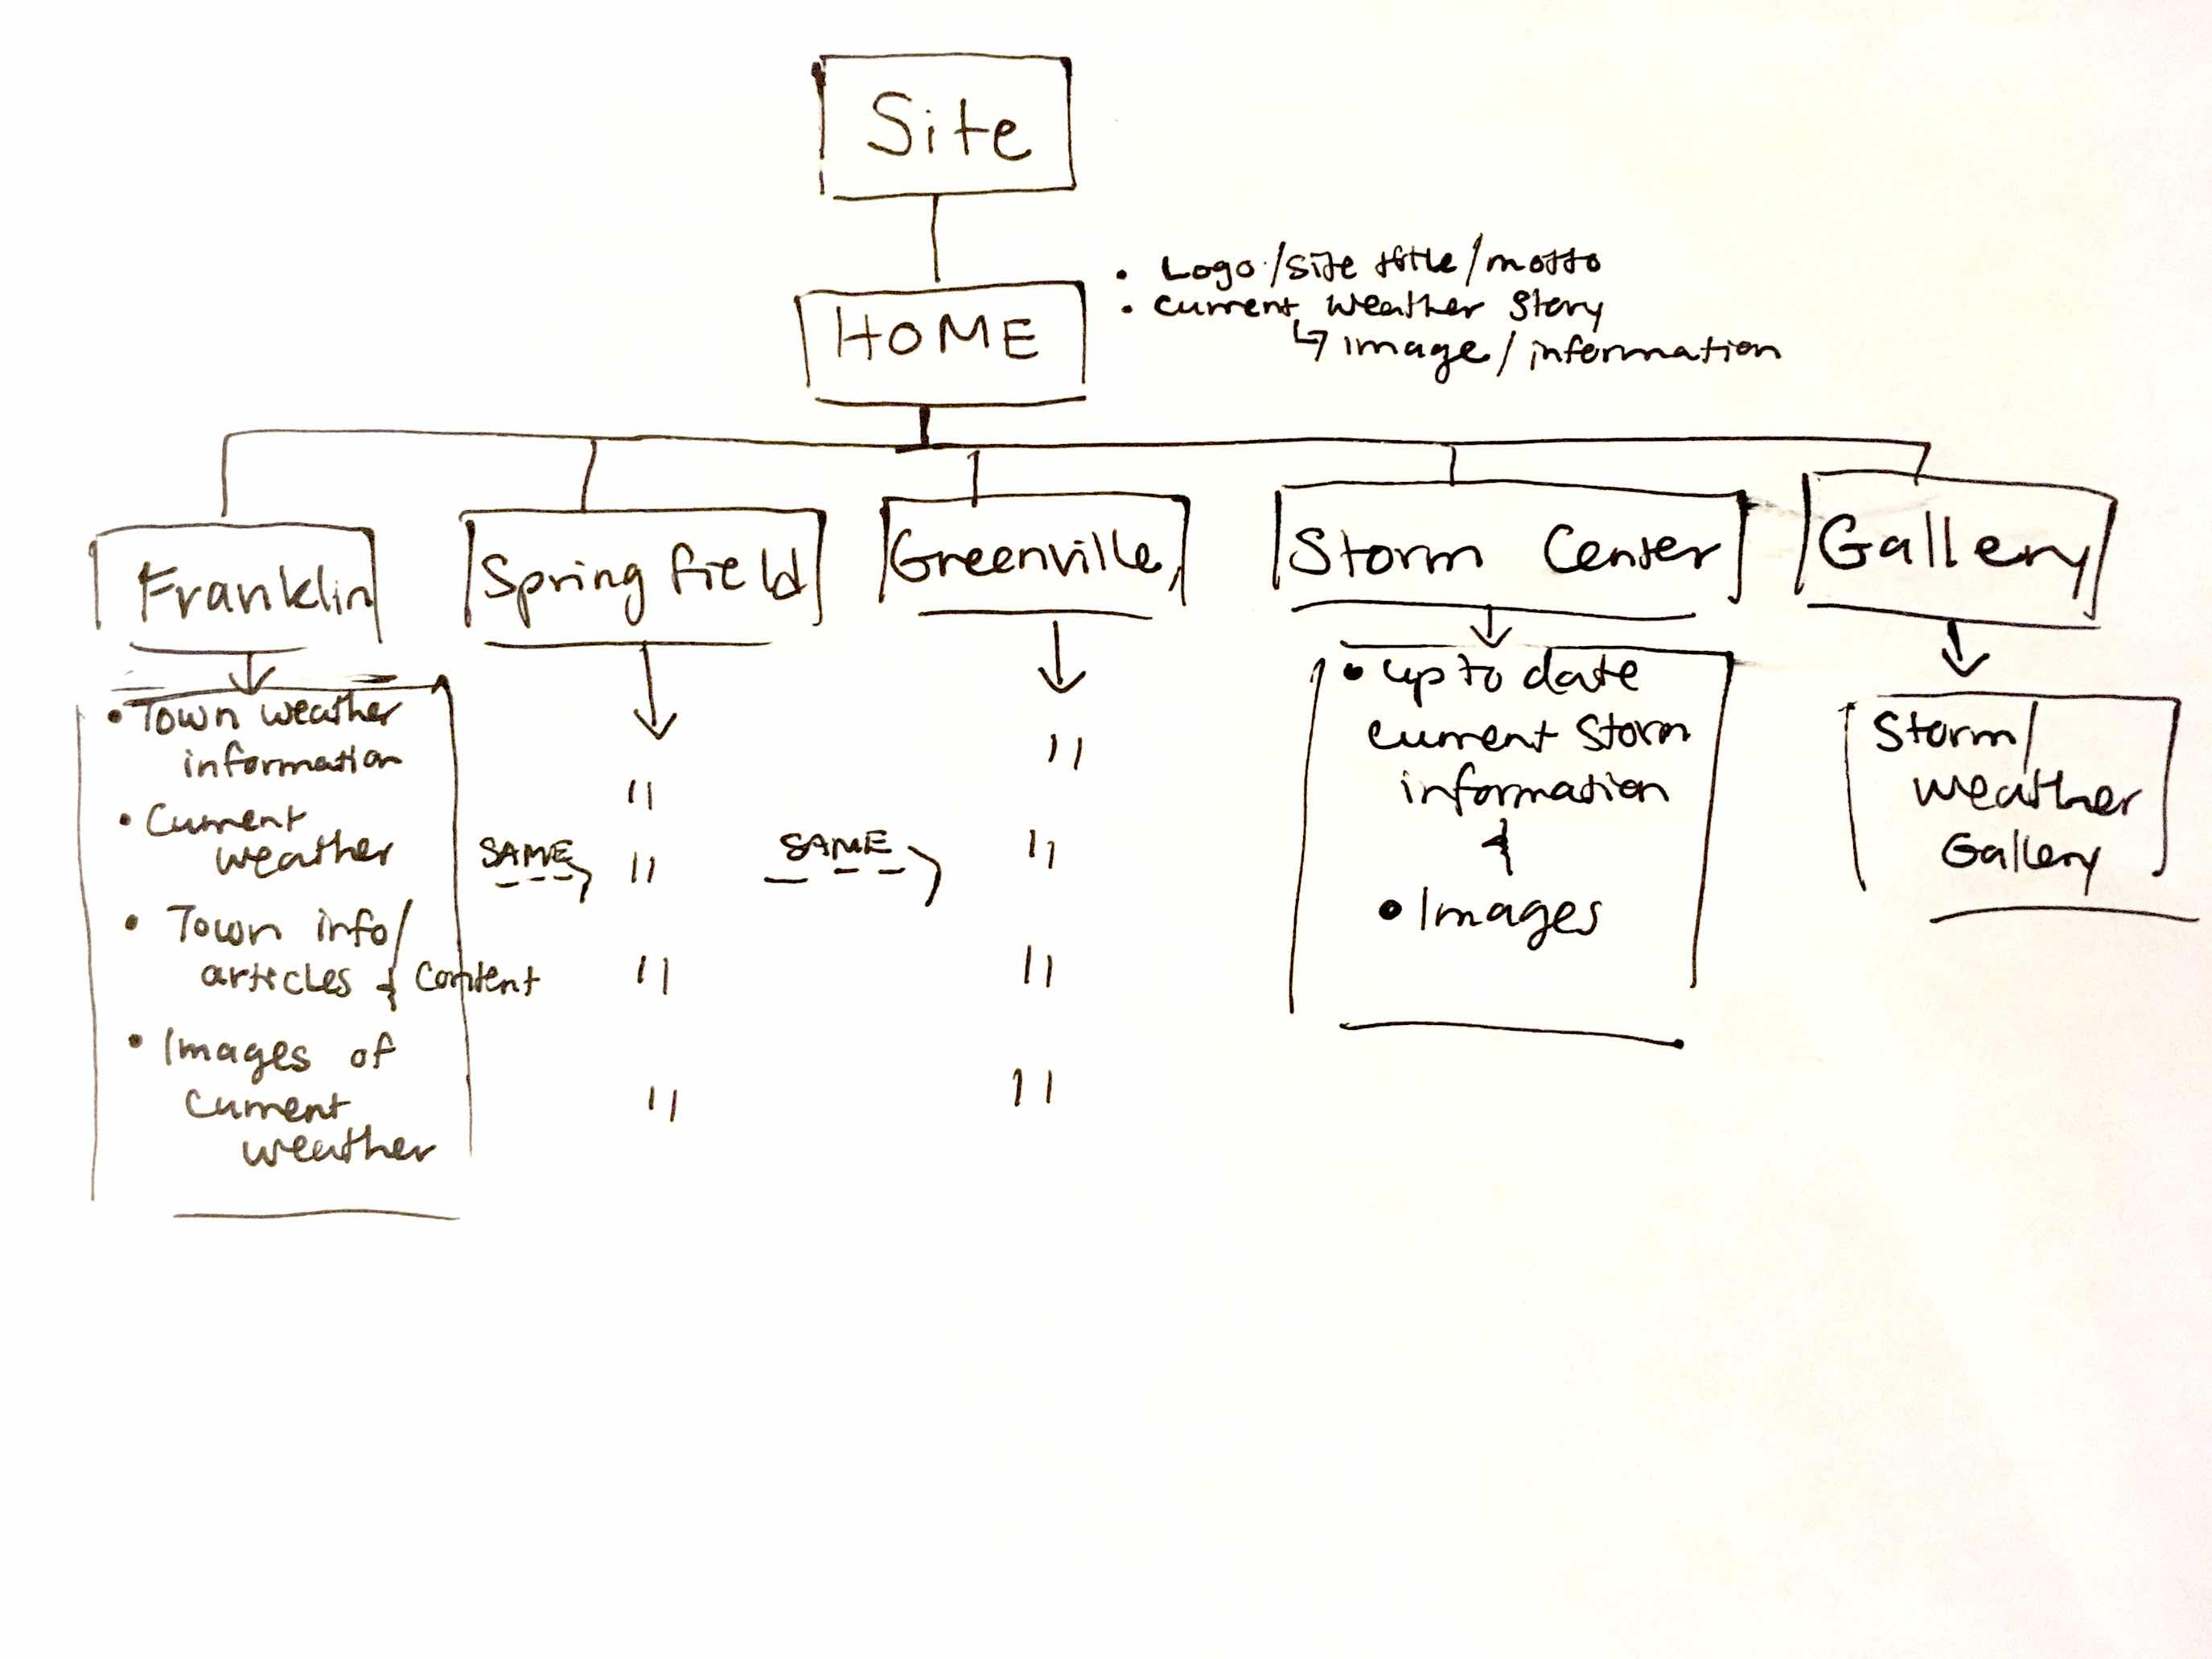 Site
HOME
• Logo/site title/motto
• current weather story
↳ image/information
Franklin
Springfield
Greenville
Storm Center
Gallery
• Town weather
information
• Current
weather
• Town info/
articles & content
• Images of
current
weather
SAME
"
"
"
"
SAME
"
"
"
"
• up to date
current storm
information
&
• Images
Storm/
weather
Gallery